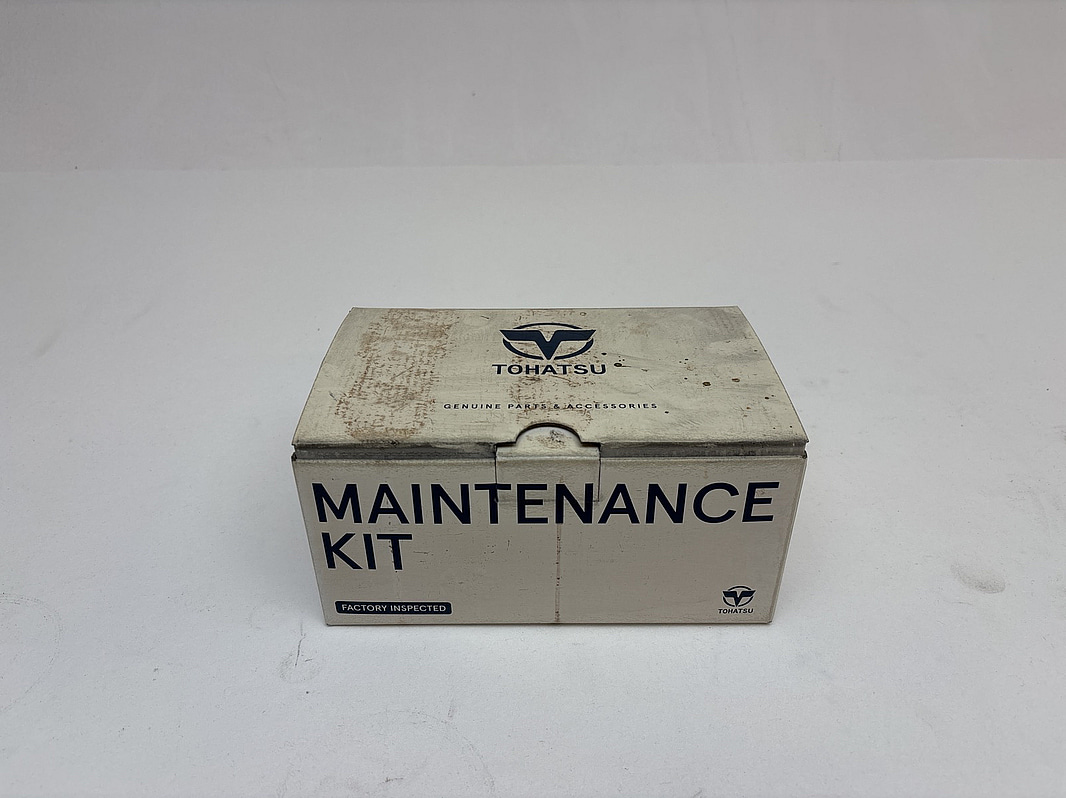 TOHATSU
GENUINE PARTS & ACCESSORIES
MAINTENANCE
KIT
FACTORY INSPECTED
TOHATSU